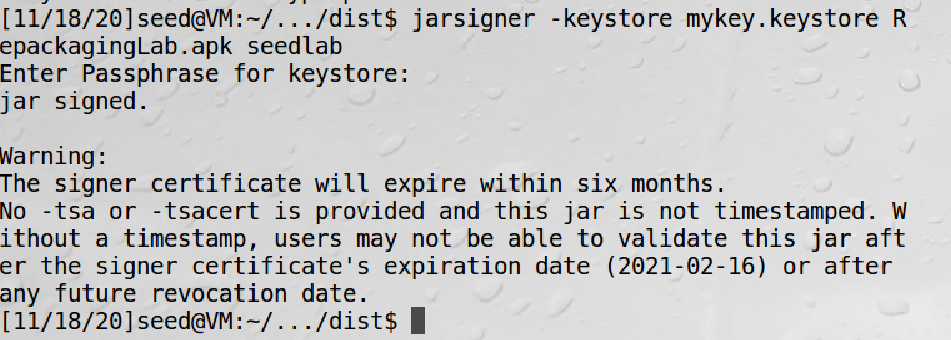 [11/18/20]seed@VM:~/.../dist$ jarsigner -keystore mykey.keystore R
epackagingLab.apk seedlab
Enter Passphrase for keystore:
jar signed.
Warning:
The signer certificate will expire within six months.
No -tsa or -tsacert is provided and this jar is not timestamped. W
ithout a timestamp, users may not be able to validate this jar aft
er the signer certificate's expiration date (2021-02-16) or after
any future revocation date.
[11/18/20]seed@VM:~/.../dist$